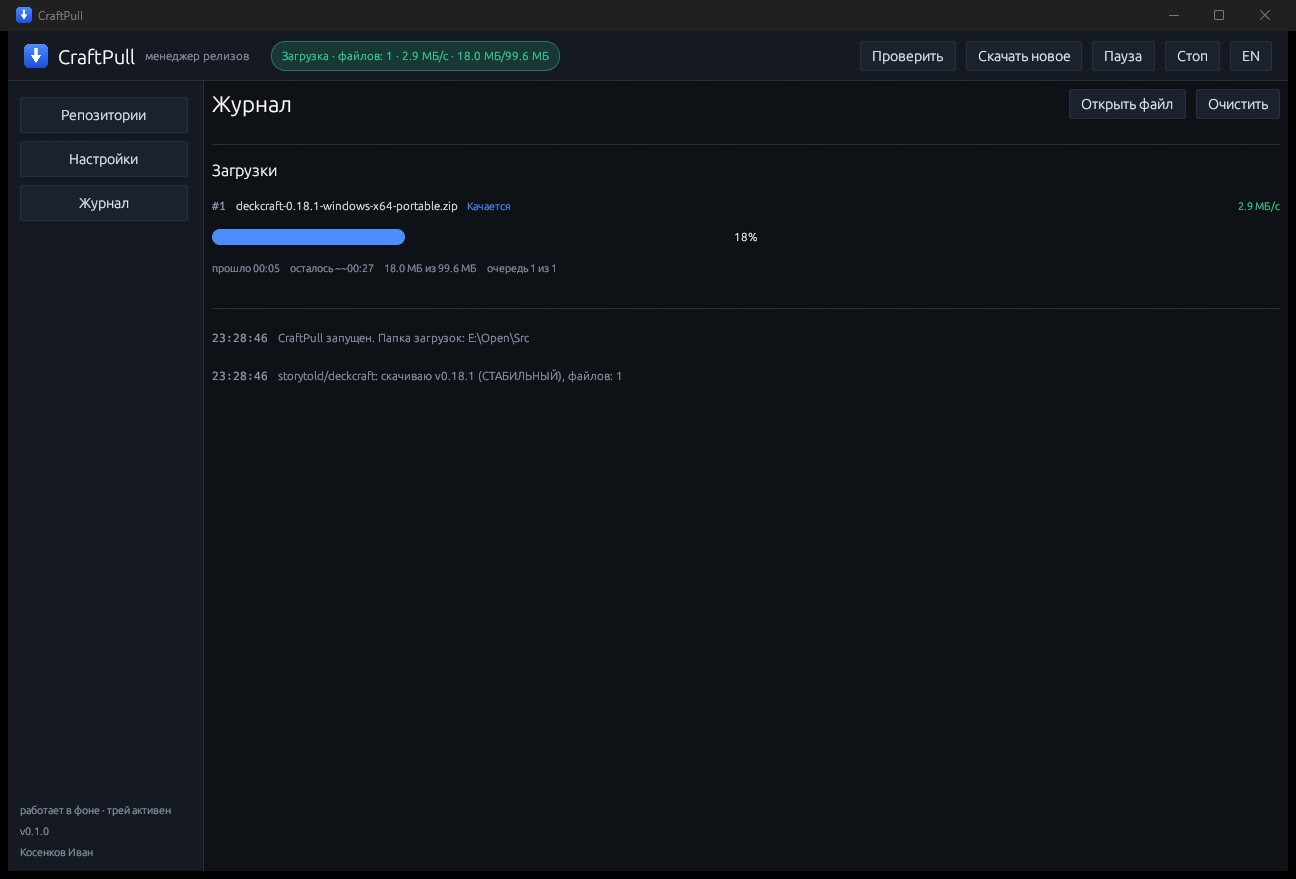 CraftPull
CraftPull менеджер релизов Загрузка · файлов: 1 · 2.9 МБ/с · 18.0 МБ/99.6 МБ Проверить Скачать новое Пауза Стоп EN
Репозитории
Настройки
Журнал
Журнал Открыть файл Очистить
Загрузки
#1 deckcraft-0.18.1-windows-x64-portable.zip Качается 2.9 МБ/с
18%
прошло 00:05 осталось ~~00:27 18.0 МБ из 99.6 МБ очередь 1 из 1
23:28:46 CraftPull запущен. Папка загрузок: E:\Open\Src
23:28:46 storytold/deckcraft: скачиваю v0.18.1 (СТАБИЛЬНЫЙ), файлов: 1
работает в фоне · трей активен
v0.1.0
Косенков Иван